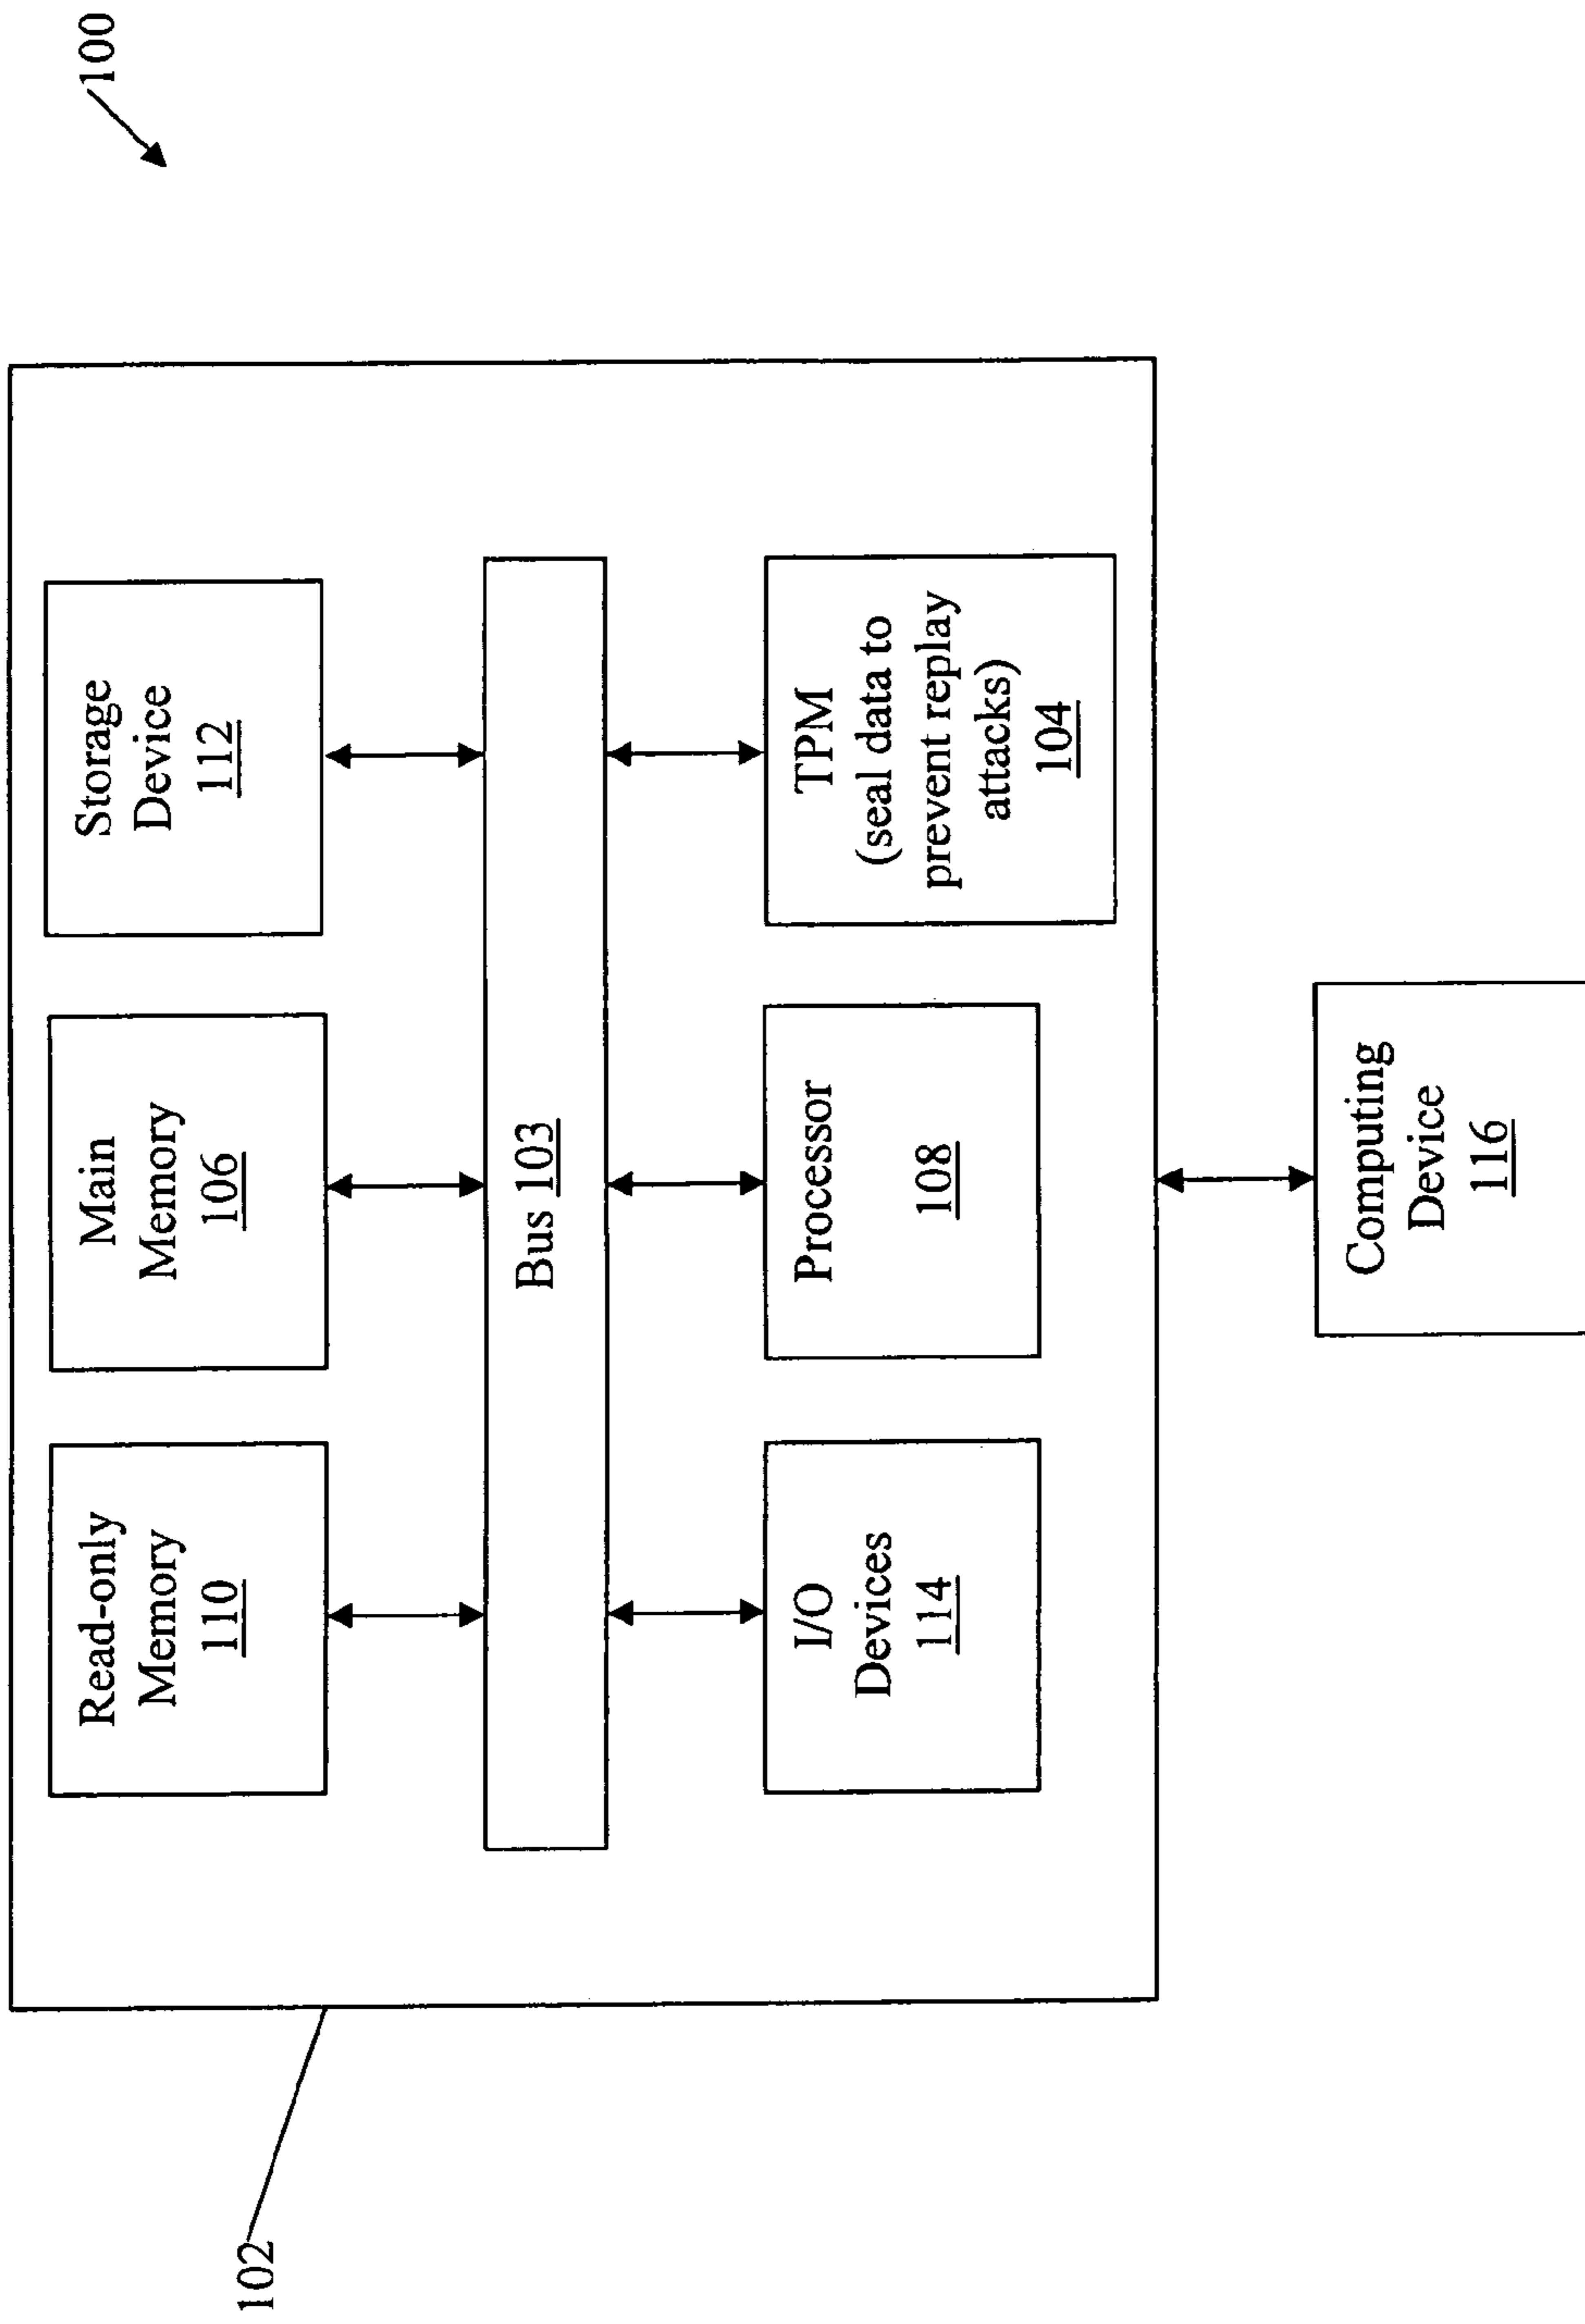 100
102
Read-only
Memory
110
Main
Memory
106
Storage
Device
112
Bus 103
I/O
Devices
114
Processor
108
TPM
(seal data to
prevent replay
attacks)
104
Computing
Device
116